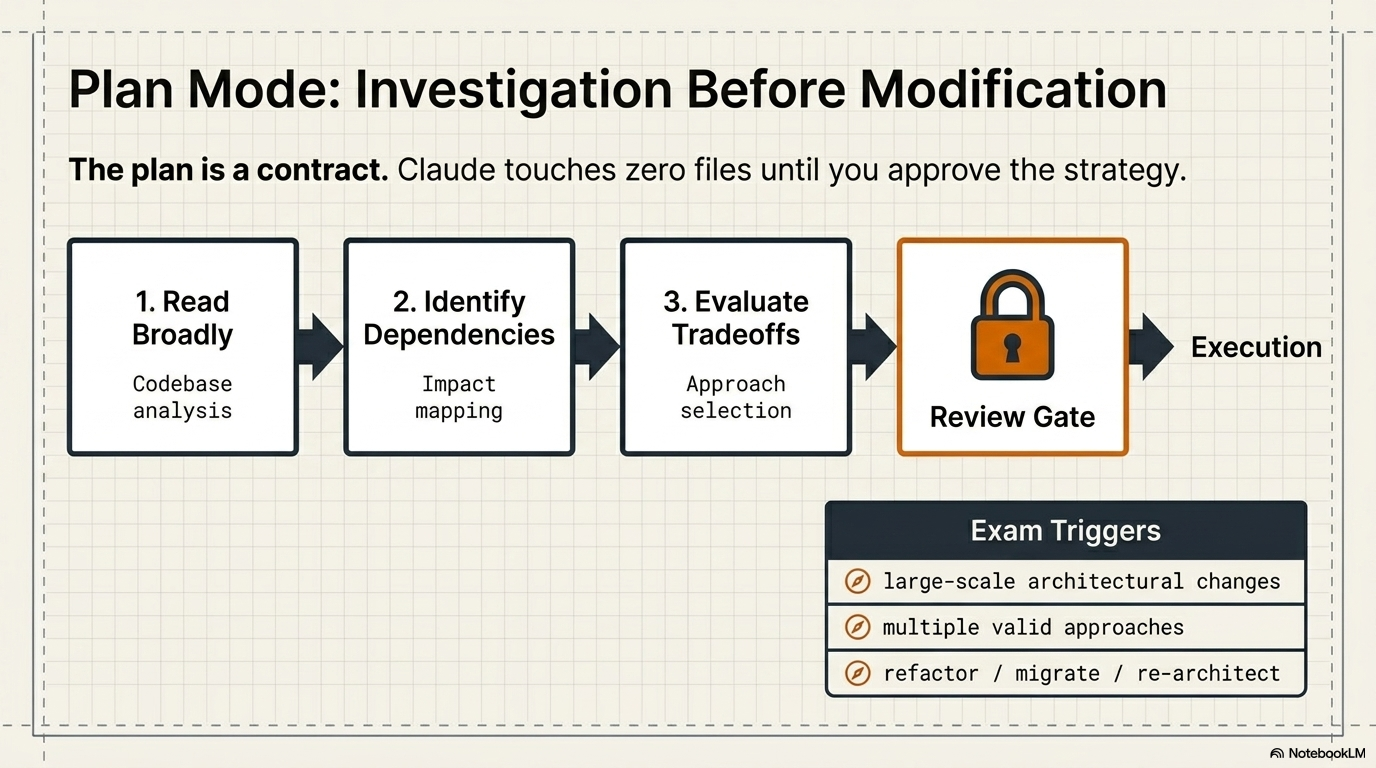 Plan Mode: Investigation Before Modification
The plan is a contract. Claude touches zero files until you approve the strategy.
1. Read
Broadly
Codebase
analysis
2. Identify
Dependencies
Impact
mapping
3. Evaluate
Tradeoffs
Approach
selection
Review Gate
Execution
Exam Triggers
large-scale architectural changes
multiple valid approaches
refactor / migrate / re-architect
NotebookLM